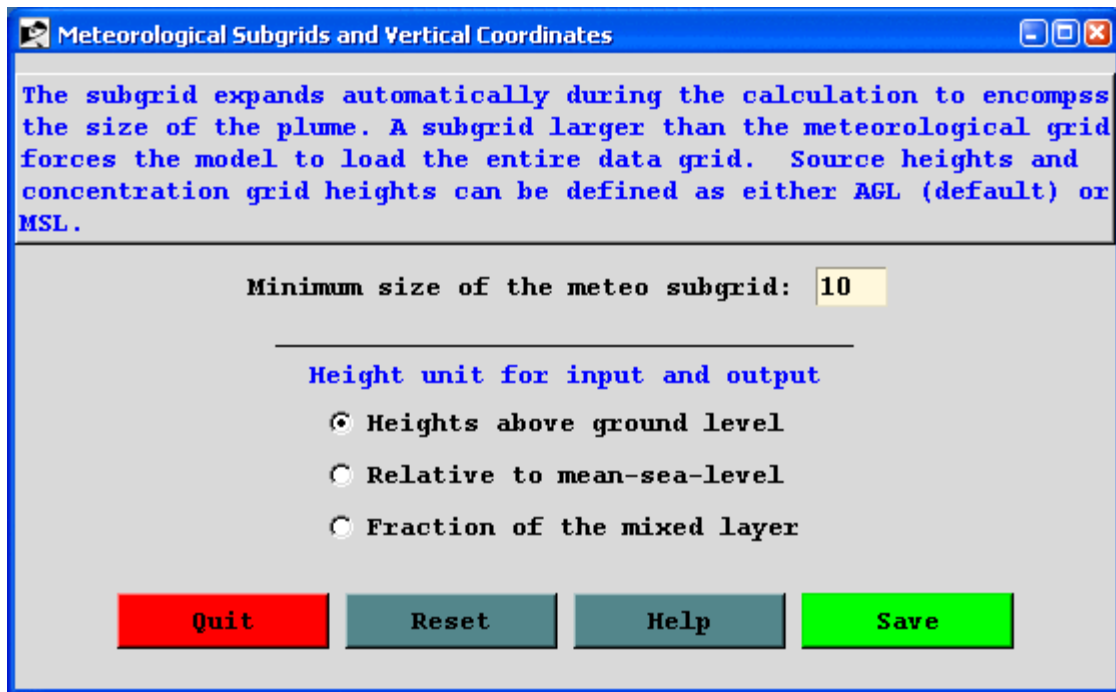 Meteorological Subgrids and Vertical Coordinates
The subgrid expands automatically during the calculation to encompss
the size of the plume. A subgrid larger than the meteorological grid
forces the model to load the entire data grid.  Source heights and
concentration grid heights can be defined as either AGL (default) or
MSL.
Minimum size of the meteo subgrid: 10
Height unit for input and output
Heights above ground level
Relative to mean-sea-level
Fraction of the mixed layer
Quit Reset Help Save